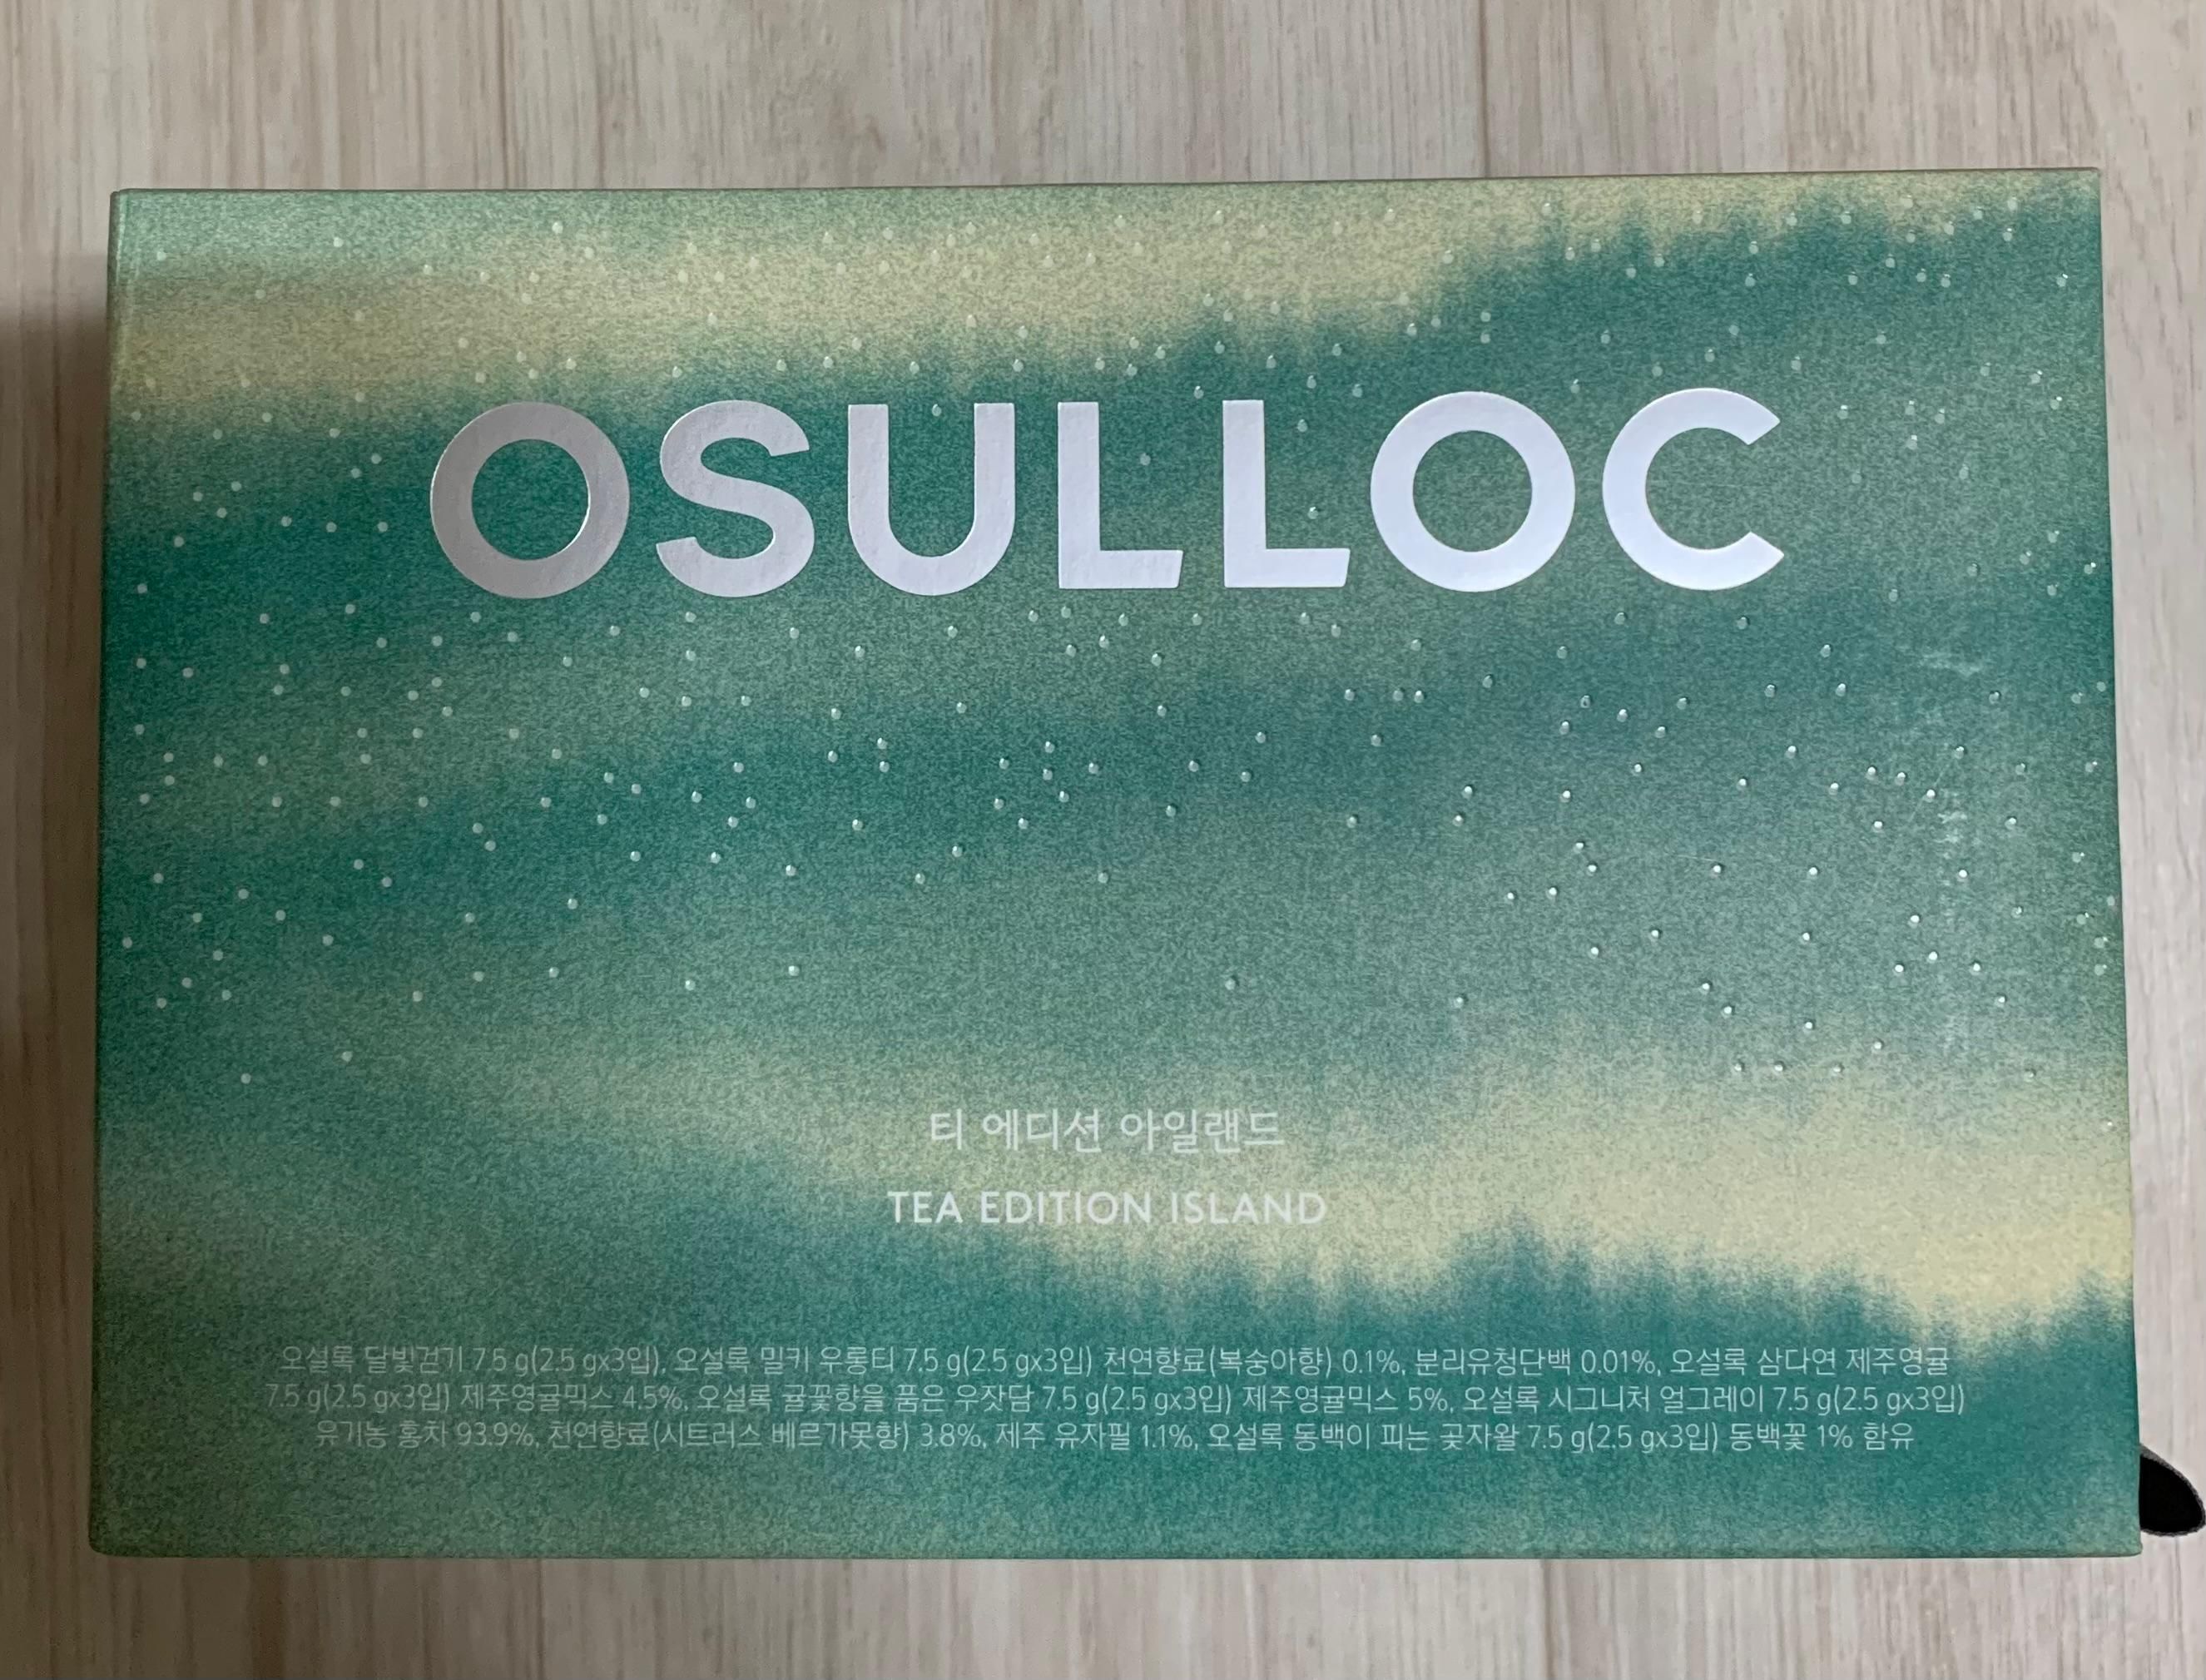 OSULLOC
티 에디션 아일랜드
TEA EDITION ISLAND
오설록 달빛걷기 7.5 g(2.5 gx3입), 오설록 밀키 우롱티 7.5 g(2.5 gx3입) 천연향료(복숭아향) 0.1%, 분리유청단백 0.01%, 오설록 삼다연 제주영귤
7.5 g(2.5 gx3입) 제주영귤믹스 4.5%, 오설록 귤꽃향을 품은 우잣담 7.5 g(2.5 gx3입) 제주영귤믹스 5%, 오설록 시그니처 얼그레이 7.5 g(2.5 gx3입)
유기농 홍차 93.9%, 천연향료(시트러스 베르가못향) 3.8%, 제주 유자필 1.1%, 오설록 동백이 피는 곶자왈 7.5 g(2.5 gx3입) 동백꽃 1% 함유